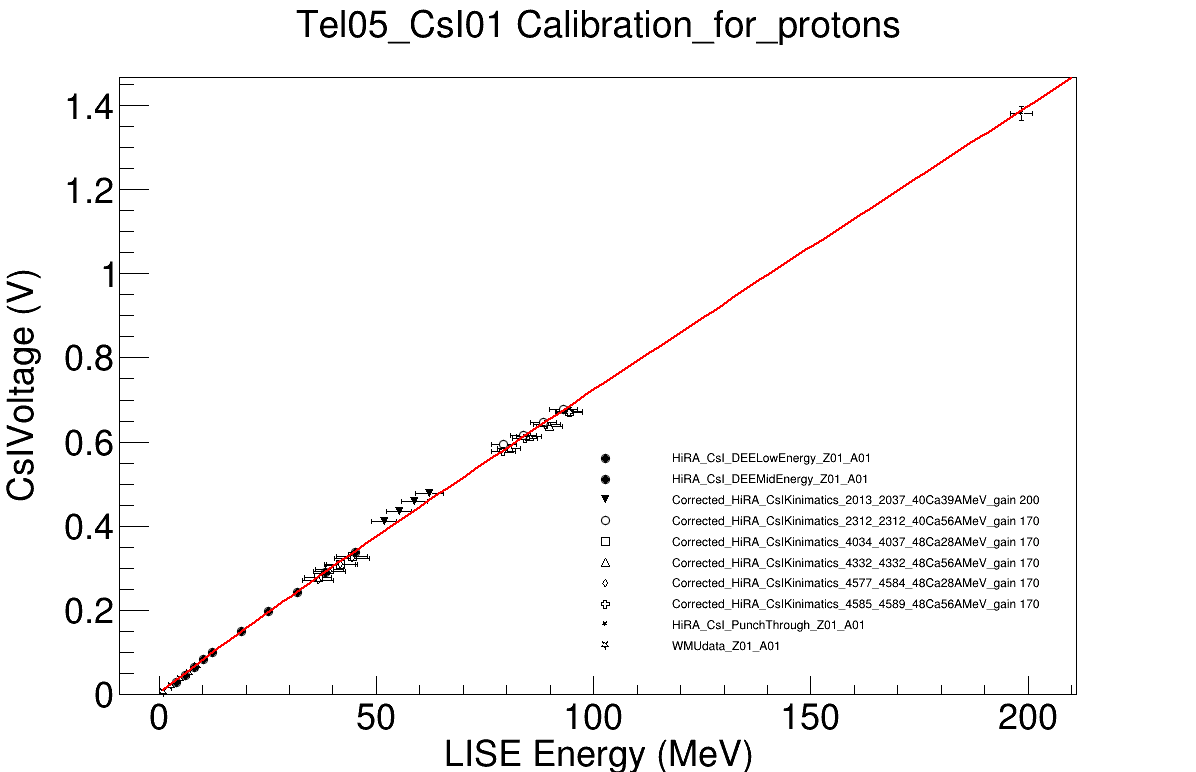 Tel05_CsI01 Calibration_for_protons
CsIVoltage (V)
1.4
1.2
1
0.8
0.6
0.4
0.2
0
HiRA_CsI_DEELowEnergy_Z01_A01
HiRA_CsI_DEEMidEnergy_Z01_A01
Corrected_HiRA_CsIKinimatics_2013_2037_40Ca39AMeV_gain 200
Corrected_HiRA_CsIKinimatics_2312_2312_40Ca56AMeV_gain 170
Corrected_HiRA_CsIKinimatics_4034_4037_48Ca28AMeV_gain 170
Corrected_HiRA_CsIKinimatics_4332_4332_48Ca56AMeV_gain 170
Corrected_HiRA_CsIKinimatics_4577_4584_48Ca28AMeV_gain 170
Corrected_HiRA_CsIKinimatics_4585_4589_48Ca56AMeV_gain 170
HiRA_CsI_PunchThrough_Z01_A01
WMUdata_Z01_A01
0 50 100 150 200
LISE Energy (MeV)